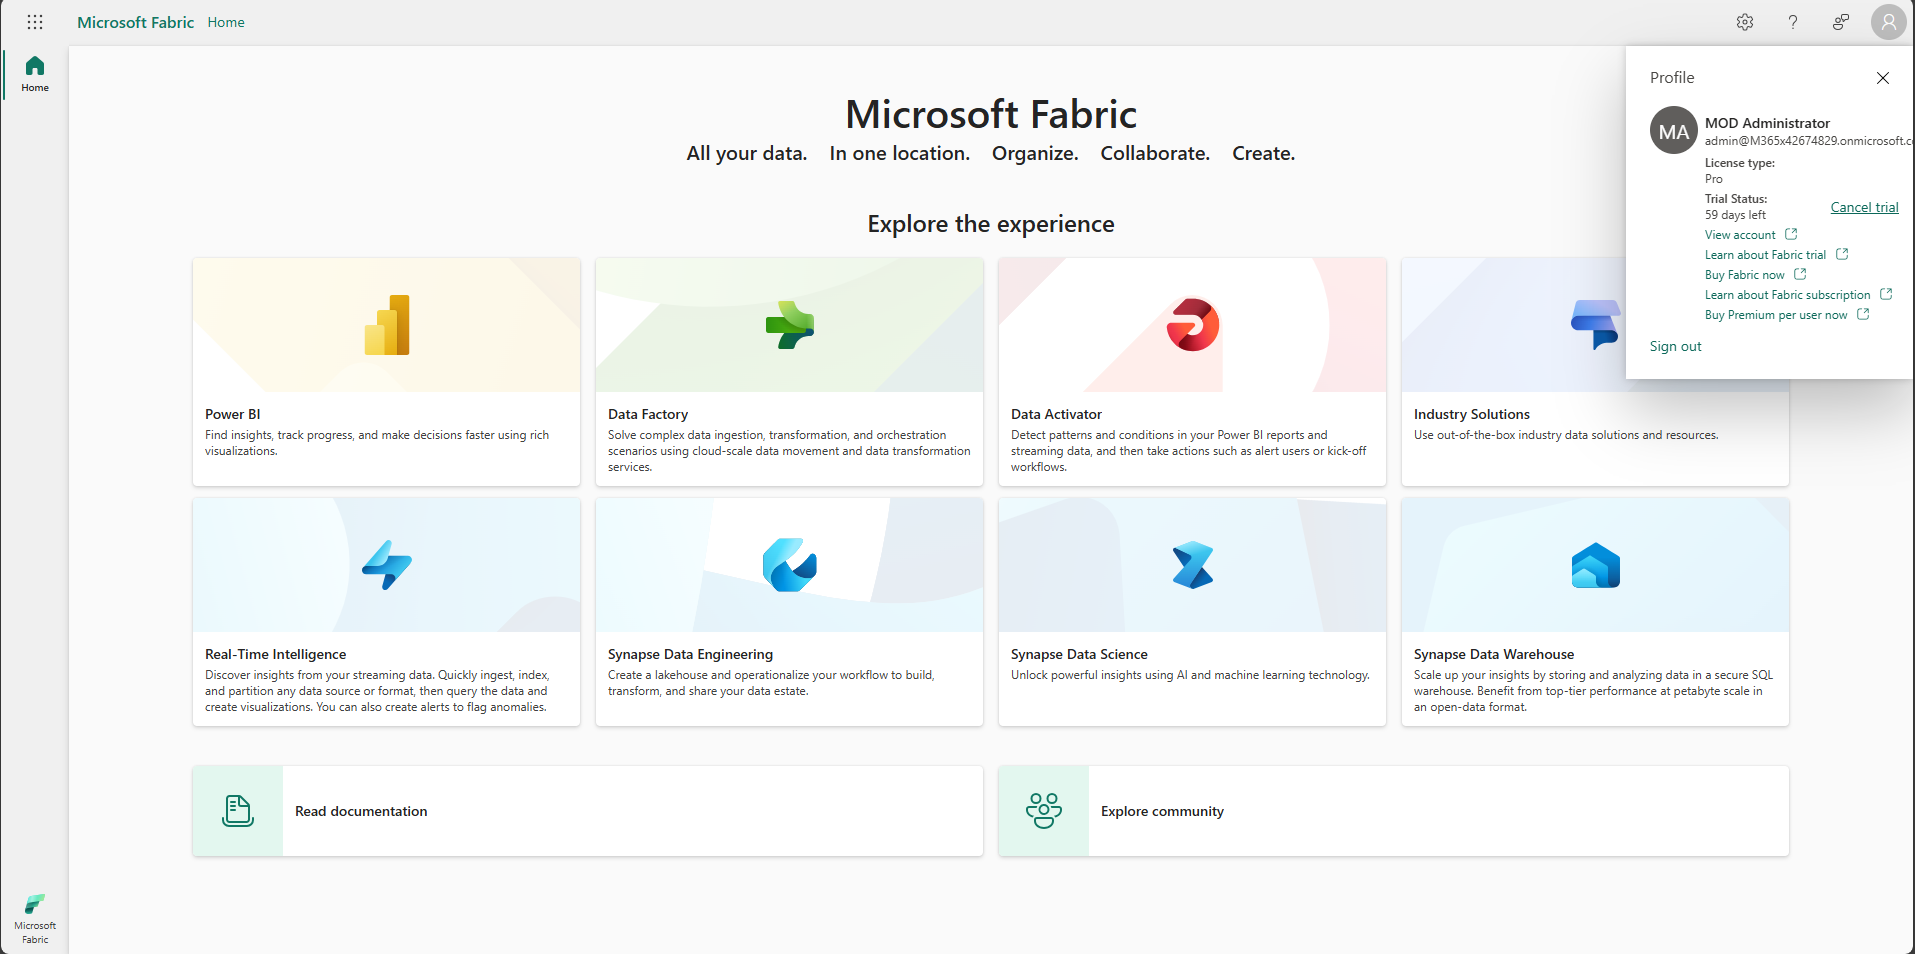 Microsoft Fabric Home
Home
Microsoft Fabric
All your data. In one location. Organize. Collaborate. Create.
Explore the experience
Power BI
Find insights, track progress, and make decisions faster using rich
visualizations.
Data Factory
Solve complex data ingestion, transformation, and orchestration
scenarios using cloud-scale data movement and data transformation
services.
Data Activator
Detect patterns and conditions in your Power BI reports and
streaming data, and then take actions such as alert users or kick-off
workflows.
Industry Solutions
Use out-of-the-box industry data solutions and resources.
Real-Time Intelligence
Discover insights from your streaming data. Quickly ingest, index,
and partition any data source or format, then query the data and
create visualizations. You can also create alerts to flag anomalies.
Synapse Data Engineering
Create a lakehouse and operationalize your workflow to build,
transform, and share your data estate.
Synapse Data Science
Unlock powerful insights using AI and machine learning technology.
Synapse Data Warehouse
Scale up your insights by storing and analyzing data in a secure SQL
warehouse. Benefit from top-tier performance at petabyte scale in
an open-data format.
Read documentation
Explore community
Microsoft
Fabric
Profile
MA
MOD Administrator
admin@M365x42674829.onmicrosoft.c
License type:
Pro
Trial Status:
59 days left
Cancel trial
View account
Learn about Fabric trial
Buy Fabric now
Learn about Fabric subscription
Buy Premium per user now
Sign out